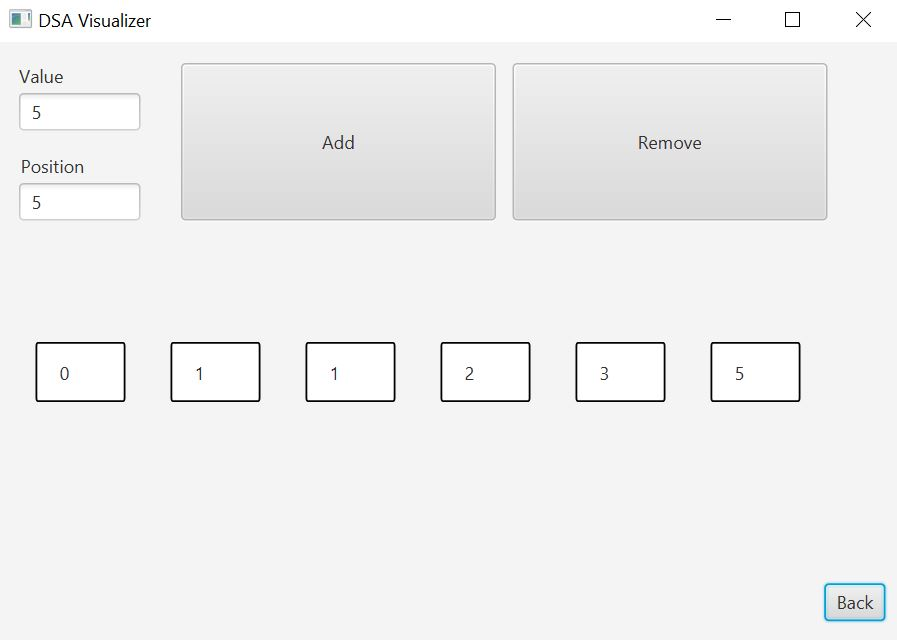 DSA Visualizer
Value
5
Add
Remove
Position
5
0 1 1 2 3 5
Back